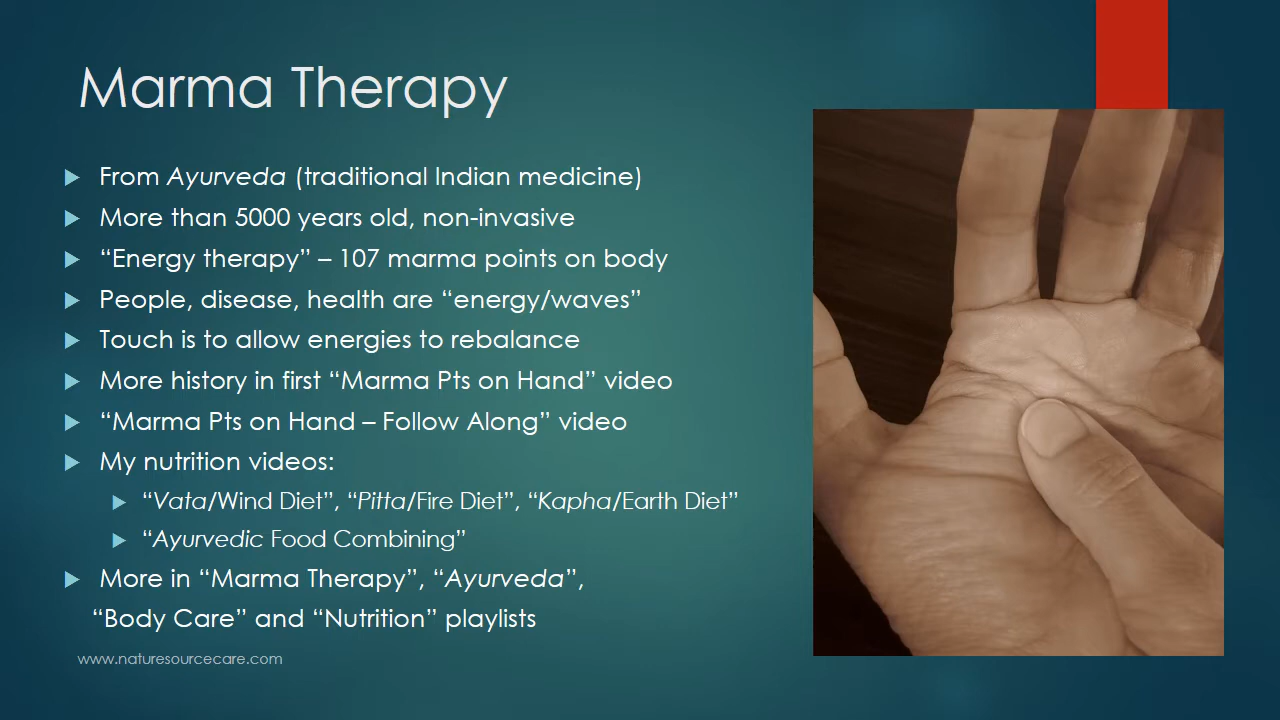 Marma Therapy
From Ayurveda (traditional Indian medicine)
More than 5000 years old, non-invasive
“Energy therapy” – 107 marma points on body
People, disease, health are “energy/waves”
Touch is to allow energies to rebalance
More history in first “Marma Pts on Hand” video
“Marma Pts on Hand – Follow Along” video
My nutrition videos:
“Vata/Wind Diet”, “Pitta/Fire Diet”, “Kapha/Earth Diet”
“Ayurvedic Food Combining”
More in “Marma Therapy”, “Ayurveda”,
“Body Care” and “Nutrition” playlists
www.naturesourcecare.com